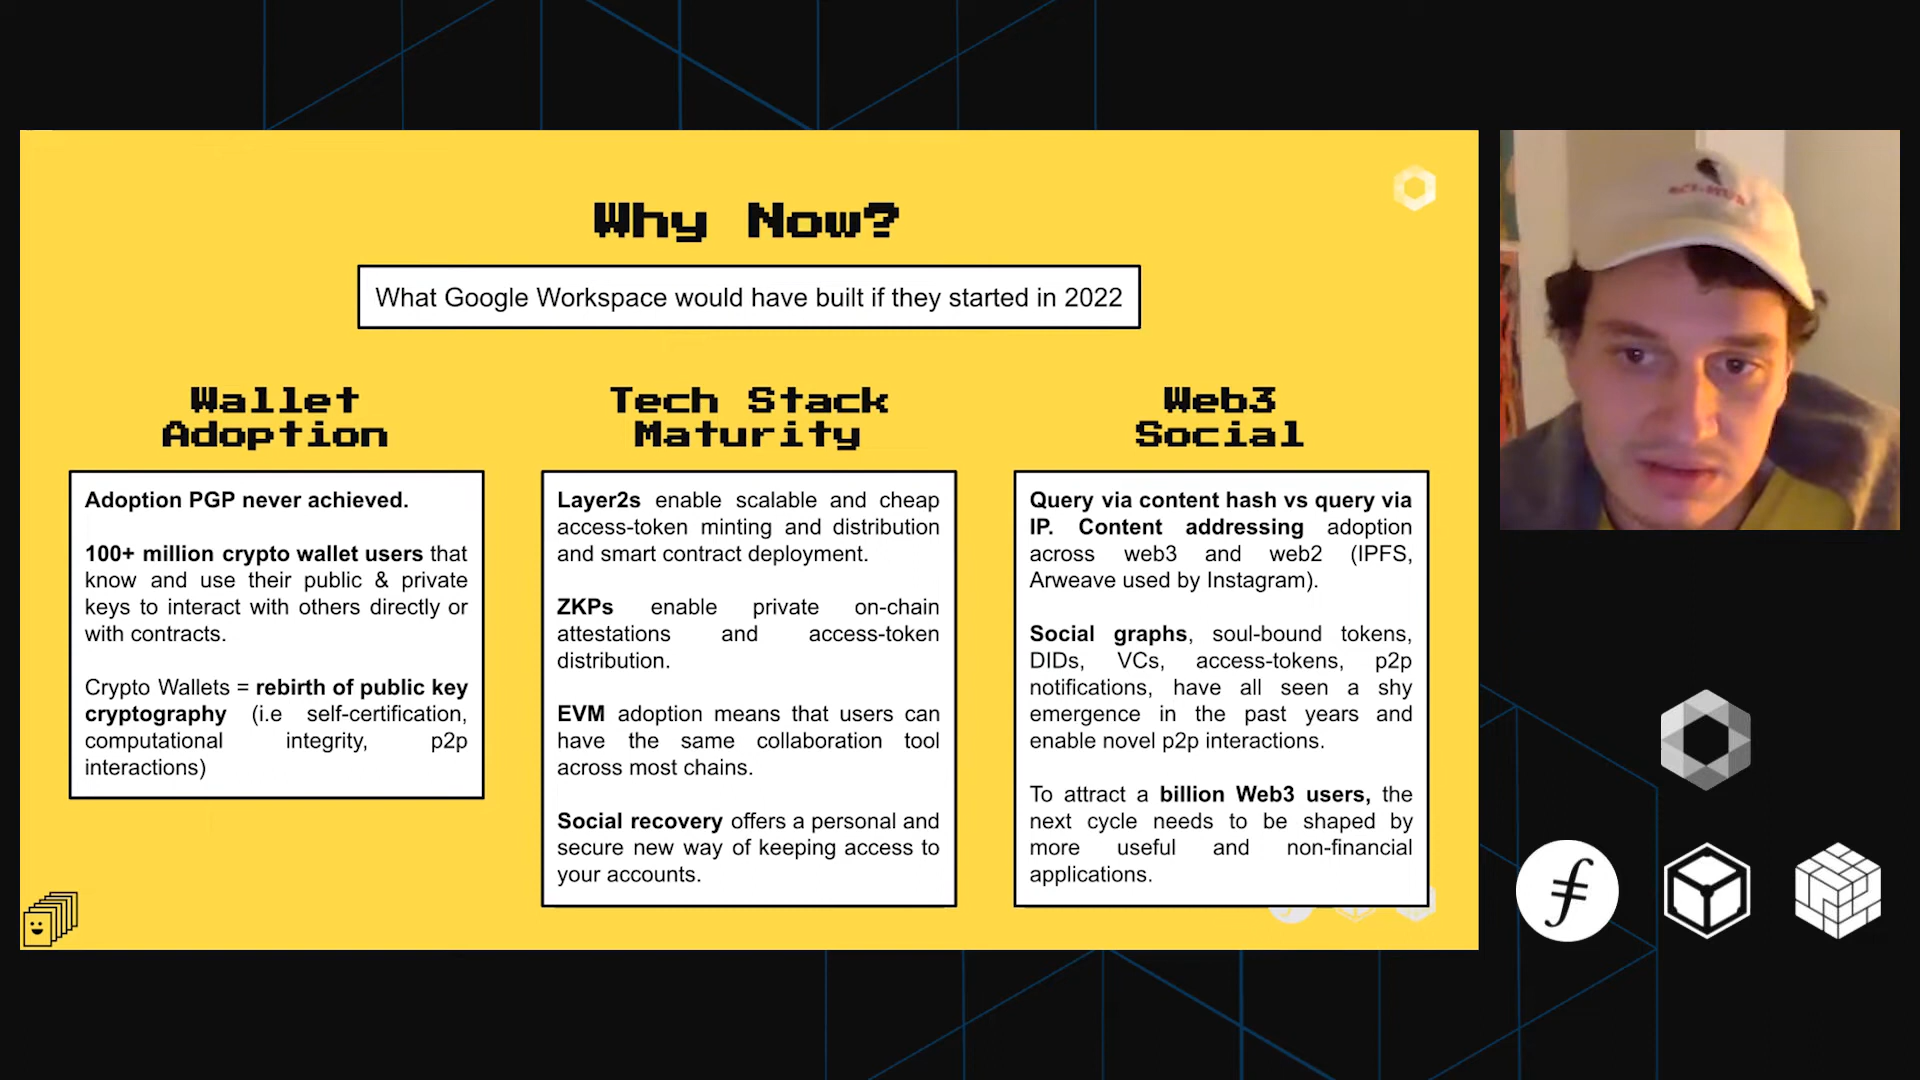 Why Now?
What Google Workspace would have built if they started in 2022
Wallet
Adoption
Adoption PGP never achieved.
100+ million crypto wallet users that
know and use their public & private
keys to interact with others directly or
with contracts.
Crypto Wallets = rebirth of public key
cryptography (i.e self-certification,
computational integrity, p2p
interactions)
Tech Stack
Maturity
Layer2s enable scalable and cheap
access-token minting and distribution
and smart contract deployment.
ZKPs enable private on-chain
attestations and access-token
distribution.
EVM adoption means that users can
have the same collaboration tool
across most chains.
Social recovery offers a personal and
secure new way of keeping access to
your accounts.
Web3
Social
Query via content hash vs query via
IP. Content addressing adoption
across web3 and web2 (IPFS,
Arweave used by Instagram).
Social graphs, soul-bound tokens,
DIDs, VCs, access-tokens, p2p
notifications, have all seen a shy
emergence in the past years and
enable novel p2p interactions.
To attract a billion Web3 users, the
next cycle needs to be shaped by
more useful and non-financial
applications.